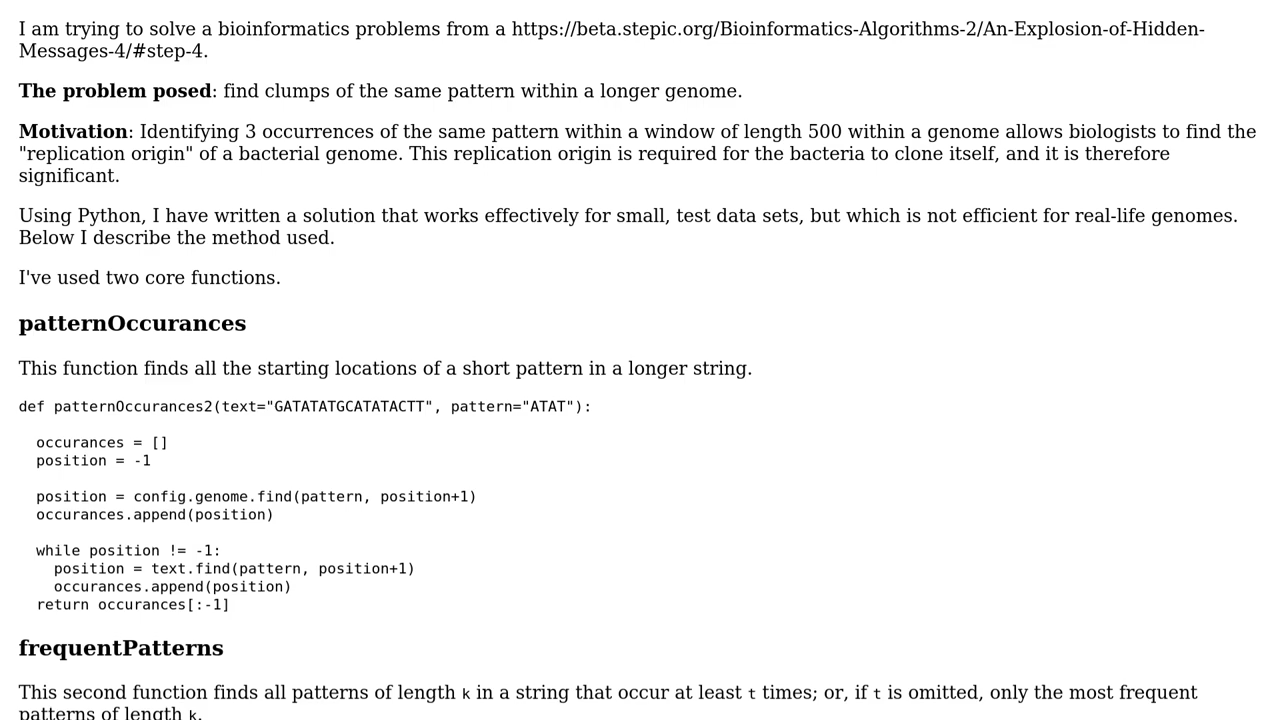 I am trying to solve a bioinformatics problems from a https://beta.stepic.org/Bioinformatics-Algorithms-2/An-Explosion-of-Hidden-
Messages-4/#step-4.
The problem posed: find clumps of the same pattern within a longer genome.
Motivation: Identifying 3 occurrences of the same pattern within a window of length 500 within a genome allows biologists to find the
"replication origin" of a bacterial genome. This replication origin is required for the bacteria to clone itself, and it is therefore
significant.
Using Python, I have written a solution that works effectively for small, test data sets, but which is not efficient for real-life genomes.
Below I describe the method used.
I've used two core functions.
patternOccurances
This function finds all the starting locations of a short pattern in a longer string.
def patternOccurances2(text="GATATATGCATATACTT", pattern="ATAT"):
  occurances = []
  position = -1
  position = config.genome.find(pattern, position+1)
  occurances.append(position)
  while position != -1:
    position = text.find(pattern, position+1)
    occurances.append(position)
  return occurances[:-1]
frequentPatterns
This second function finds all patterns of length k in a string that occur at least t times; or, if t is omitted, only the most frequent
patterns of length k.